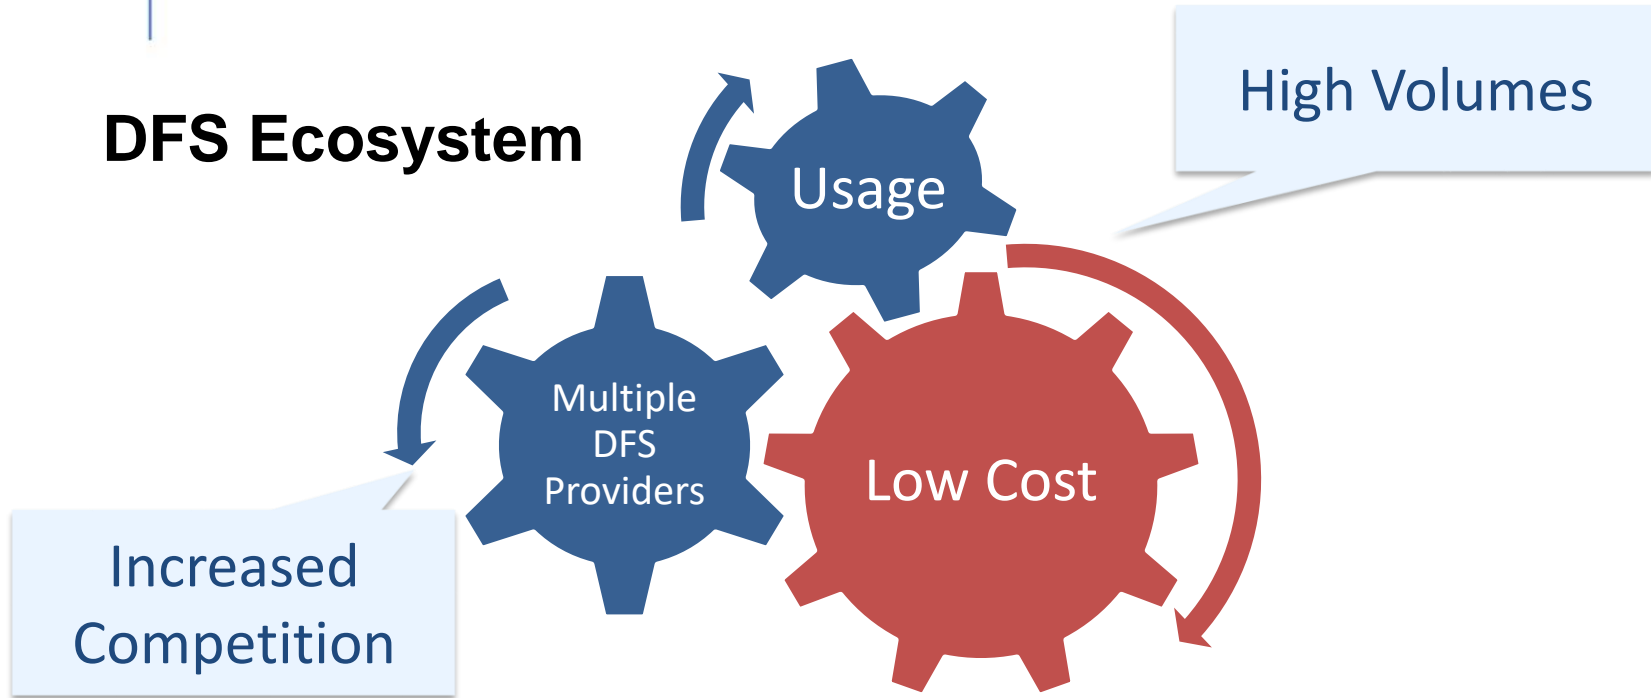 DFS Ecosystem
High Volumes
Usage
Multiple
DFS
Providers
Low Cost
Increased
Competition